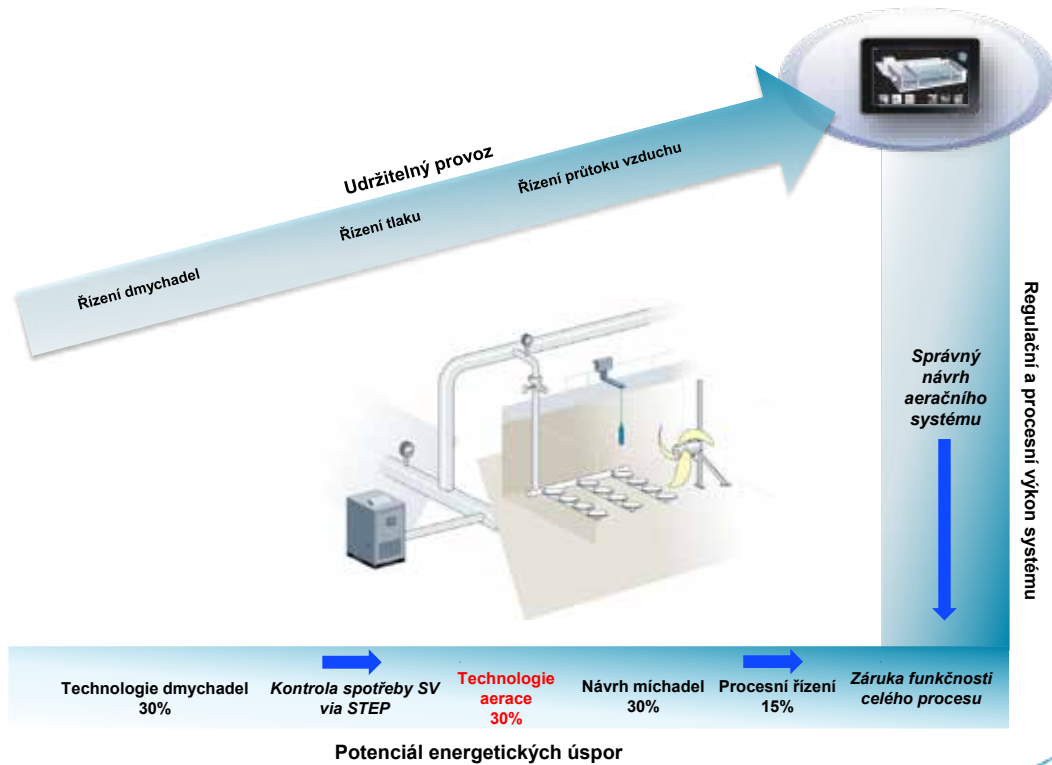 Udržitelný provoz
Řízení průtoku vzduchu
Řízení tlaku
Řízení dmychadel
Správný
návrh
aeračního
systému
Regulační a procesní výkon systému
Technologie dmychadel
30%
Kontrola spotřeby SV
via STEP
Technologie
aerace
30%
Návrh míchadel
30%
Procesní řízení
15%
Záruka funkčnosti
celého procesu
Potenciál energetických úspor